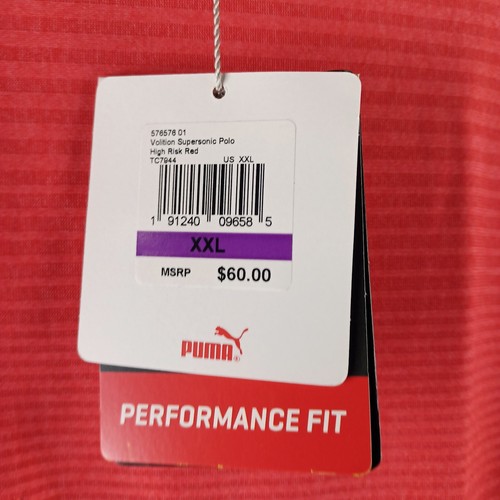 576576 01
Volition Supersonic Polo
High Risk Red
TC7944 US XXL
1 91240 09658 5
XXL
MSRP $60.00
PUMA®
PERFORMANCE FIT